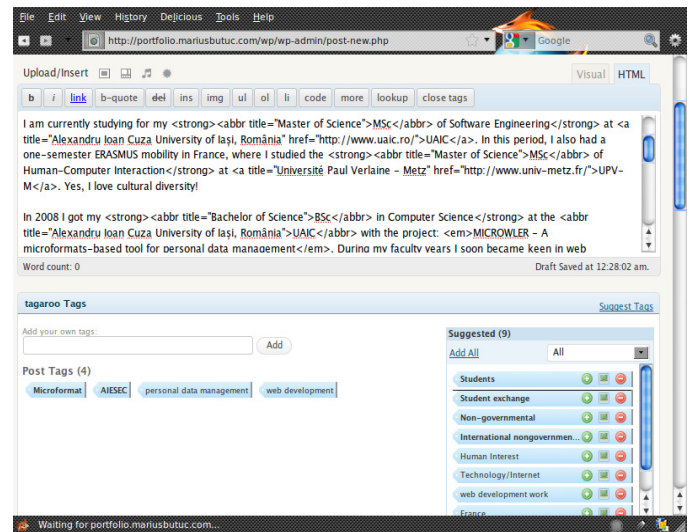 File Edit View History Delicious Tools Help
http://portfolio.mariusbutuc.com/wp/wp-admin/post-new.php
Google
Upload/Insert
Visual HTML
b i link b-quote del ins img ul ol li code more lookup close tags
I am currently studying for my <strong><abbr title="Master of Science">MSc</abbr> of Software Engineering</strong> at <a
title="Alexandru Ioan Cuza University of Iași, România" href="http://www.uaic.ro/">UAIC</a>. In this period, I also had a
one-semester ERASMUS mobility in France, where I studied the <strong><abbr title="Master of Science">MSc</abbr> of
Human-Computer Interaction</strong> at <a title="Université Paul Verlaine - Metz" href="http://www.univ-metz.fr/">UPV-
M</a>. Yes, I love cultural diversity!
In 2008 I got my <strong><abbr title="Bachelor of Science">BSc</abbr> in Computer Science</strong> at the <abbr
title="Alexandru Ioan Cuza University of Iași, România">UAIC</abbr> with the project: <em>MICROWLER - A
microformats-based tool for personal data management</em>. During my faculty years I soon became keen in web
Word count: 0
Draft Saved at 12:28:02 am.
tagaroo Tags
Suggest Tags
Add your own tags:
Add
Post Tags (4)
Microformat AIESEC personal data management web development
Suggested (9)
Add All All
Students
Student exchange
Non-governmental
International nongovernmen...
Human Interest
Technology/Internet
web development work
France
Waiting for portfolio.mariusbutuc.com...